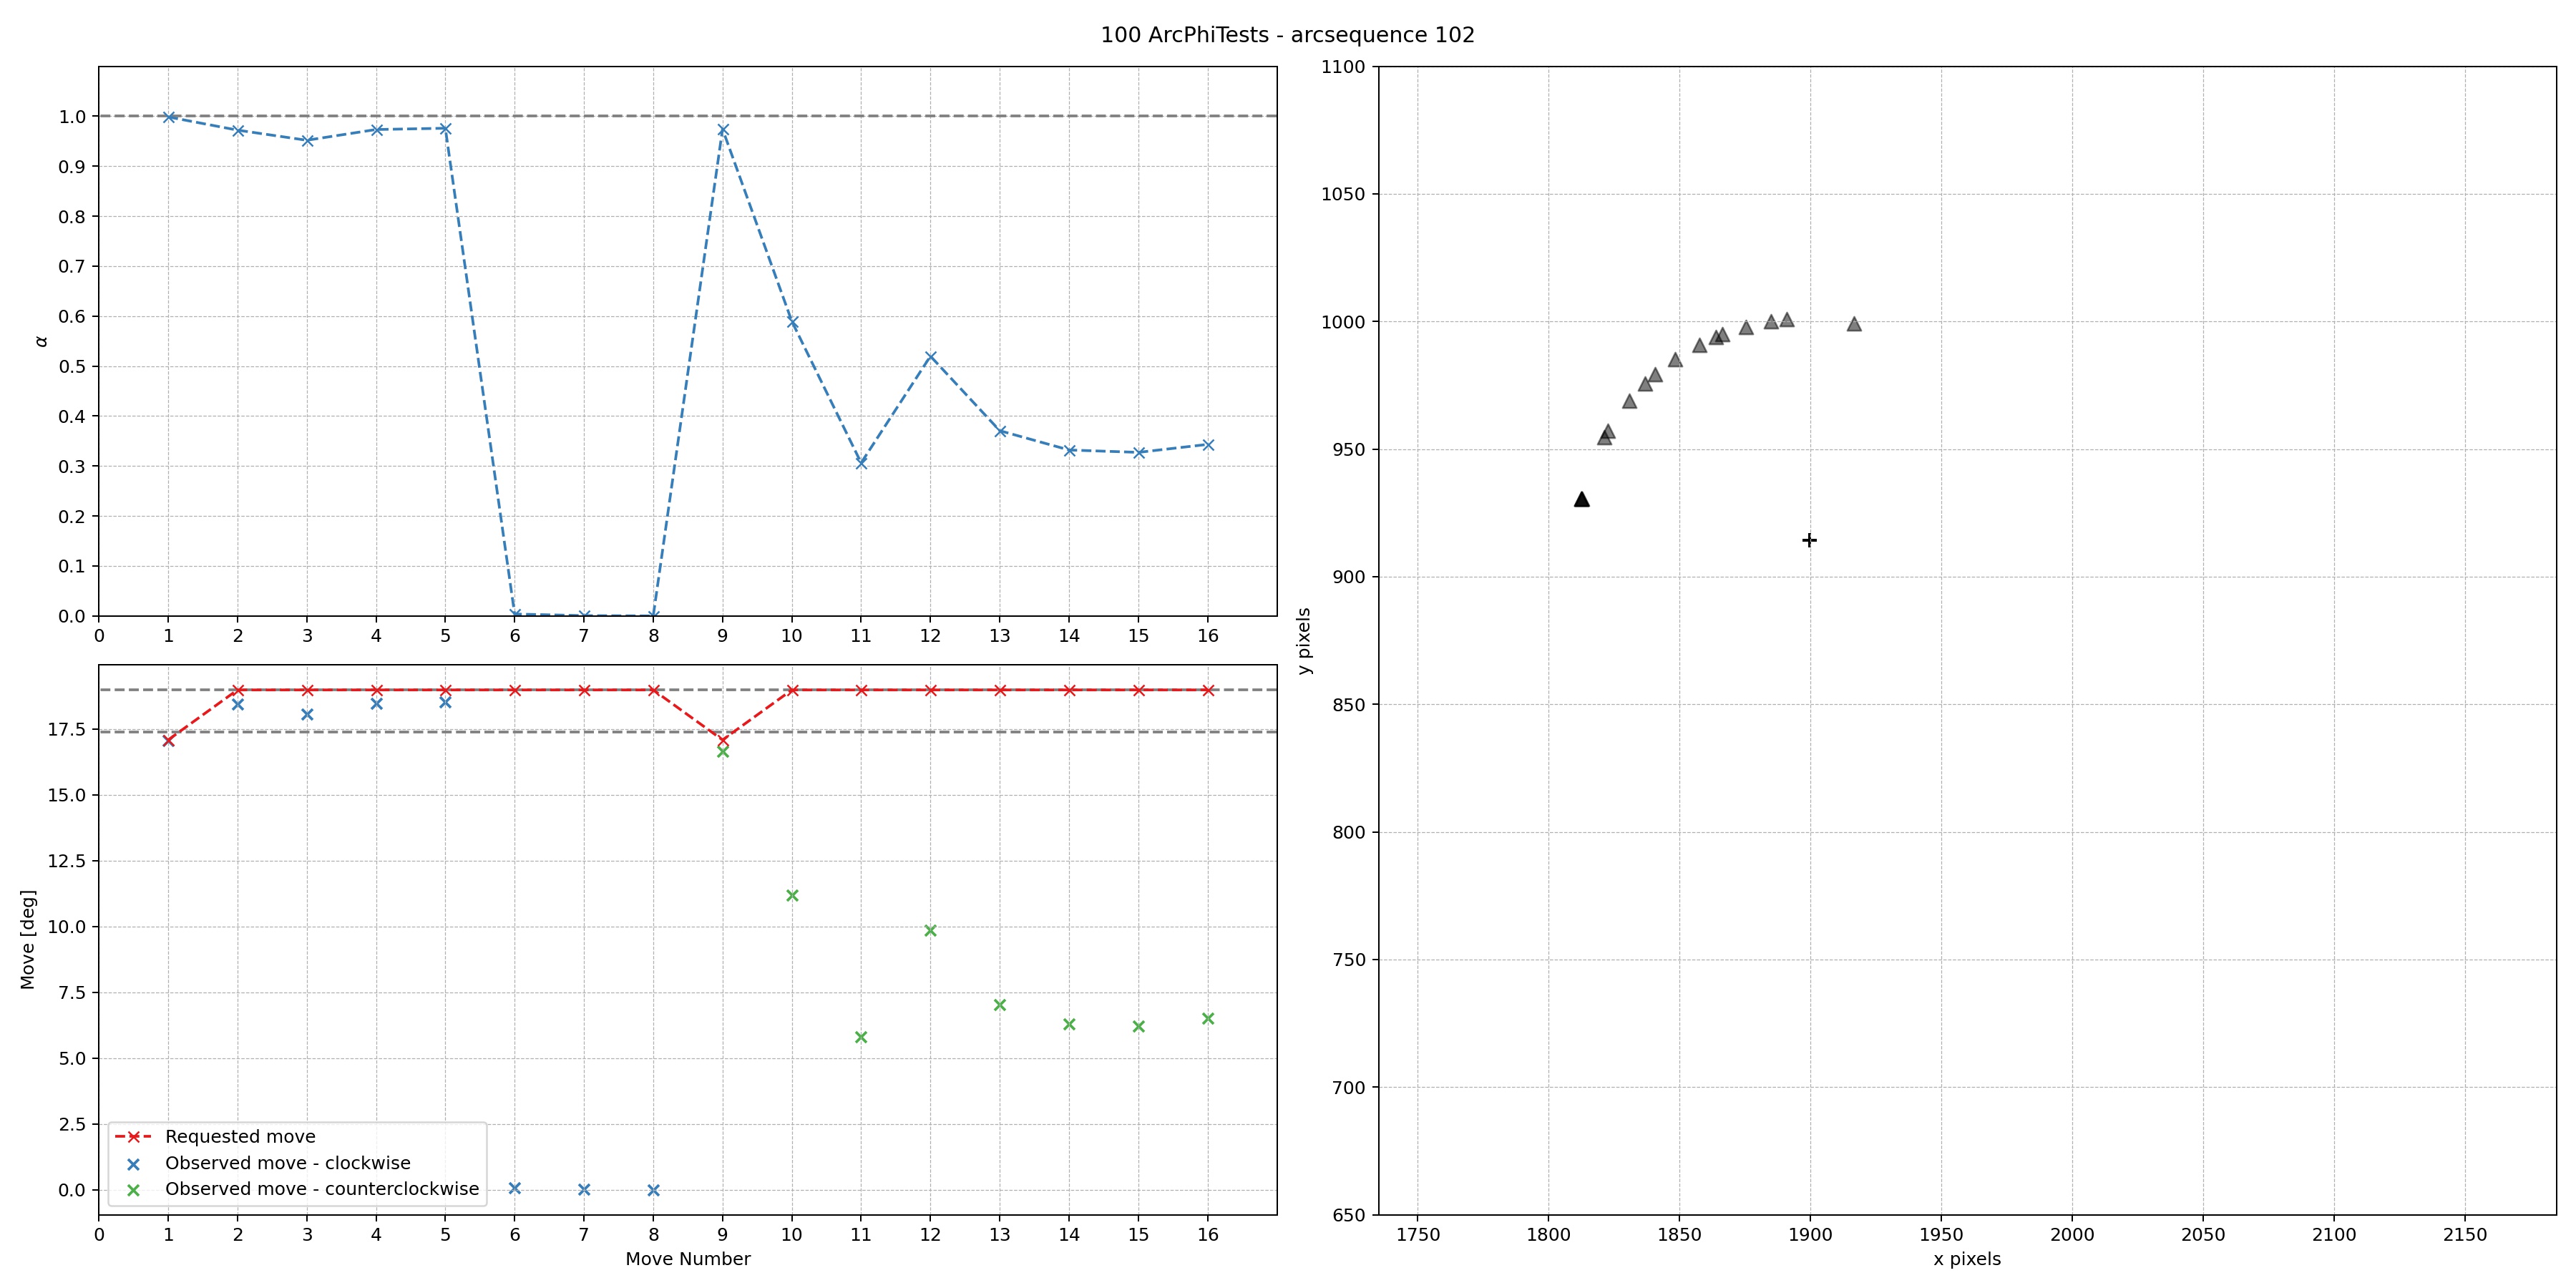 100 ArcPhiTests - arcsequence 102
1.0
0.9
0.8
0.7
0.6
0.5
0.4
0.3
0.2
0.1
0.0
α
0 1 2 3 4 5 6 7 8 9 10 11 12 13 14 15 16
17.5
15.0
12.5
10.0
7.5
5.0
2.5
0.0
Move [deg]
Requested move
Observed move - clockwise
Observed move - counterclockwise
0 1 2 3 4 5 6 7 8 9 10 11 12 13 14 15 16
Move Number
1100
1050
1000
950
900
850
800
750
700
650
y pixels
1750 1800 1850 1900 1950 2000 2050 2100 2150
x pixels